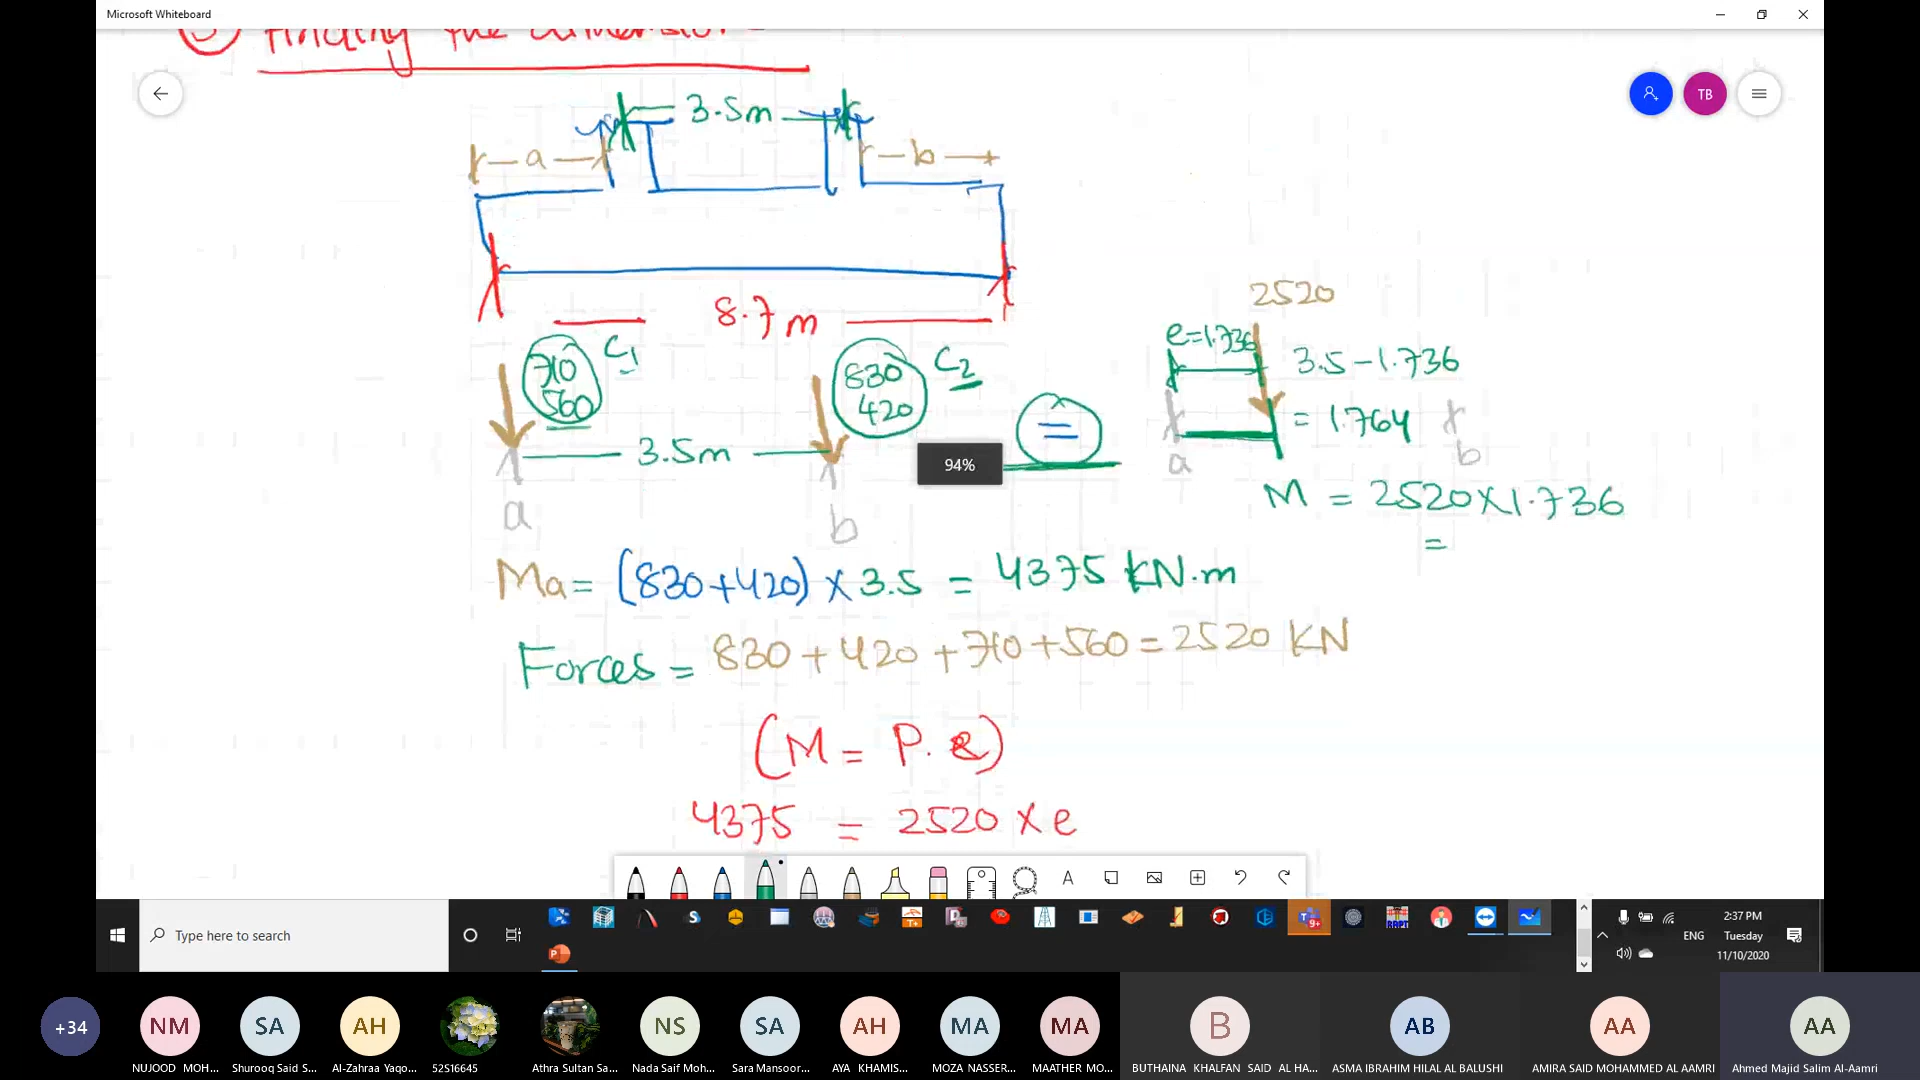 Microsoft Whiteboard
finding the dimension
TB
3.5m
a
b
8.7 m
710
560
C1
830
420
C2
3.5m
a
b
=
94%
2520
e=1.736
3.5-1.736
= 1.764
a
b
M = 2520x1.736
=
Ma= (830+420) x 3.5 = 4375 KN.m
Forces = 830+420+710+560=2520 KN
(M = P.e)
4375 = 2520 x e
Type here to search
ENG
2:37 PM
Tuesday
11/10/2020
+34
NM
SA
AH
NS
SA
AH
MA
MA
B
AB
AA
AA
NUJOOD MOH...
Shurooq Said S...
Al-Zahraa Yaqo...
52S16645
Athra Sultan Sa...
Nada Saif Moh...
Sara Mansoor...
AYA KHAMIS...
MOZA NASSER...
MAATHER MO...
BUTHAINA KHALFAN SAID AL HA...
ASMA IBRAHIM HILAL AL BALUSHI
AMIRA SAID MOHAMMED AL AAMRI
Ahmed Majid Salim Al-Aamri